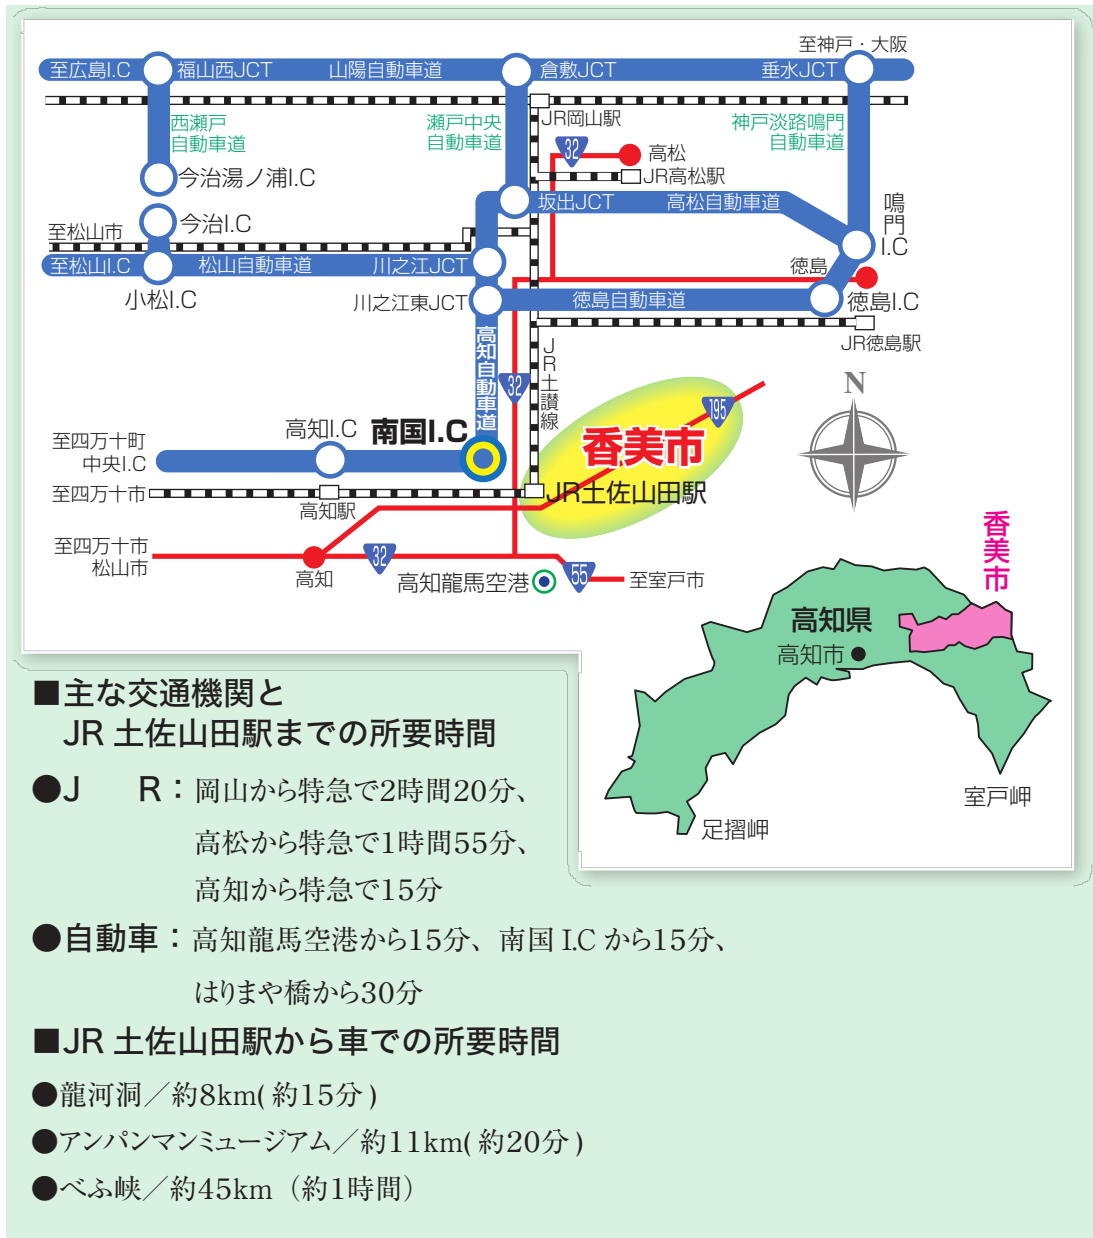 至神戸・大阪
至広島I.C
福山西JCT
山陽自動車道
倉敷JCT
垂水JCT
JR岡山駅
西瀬戸
自動車道
瀬戸中央
自動車道
神戸淡路鳴門
自動車道
32
高松
JR高松駅
今治湯ノ浦I.C
坂出JCT
高松自動車道
鳴門
I.C
今治I.C
至松山市
至松山I.C
松山自動車道
川之江JCT
徳島
小松I.C
川之江東JCT
徳島自動車道
徳島I.C
JR徳島駅
高知自動車道
32
JR土讃線
195
N
高知I.C
南国I.C
香美市
至四万十町
中央I.C
至四万十市
高知駅
JR土佐山田駅
至四万十市
松山市
高知
32
高知龍馬空港
55
至室戸市
香美市
高知県
高知市
室戸岬
足摺岬
■主な交通機関と
JR 土佐山田駅までの所要時間
●J R：岡山から特急で2時間20分、
高松から特急で1時間55分、
高知から特急で15分
●自動車：高知龍馬空港から15分、南国 I.C から15分、
はりまや橋から30分
■JR 土佐山田駅から車での所要時間
●龍河洞／約8km( 約15分 )
●アンパンマンミュージアム／約11km( 約20分 )
●べふ峡／約45km（約1時間）